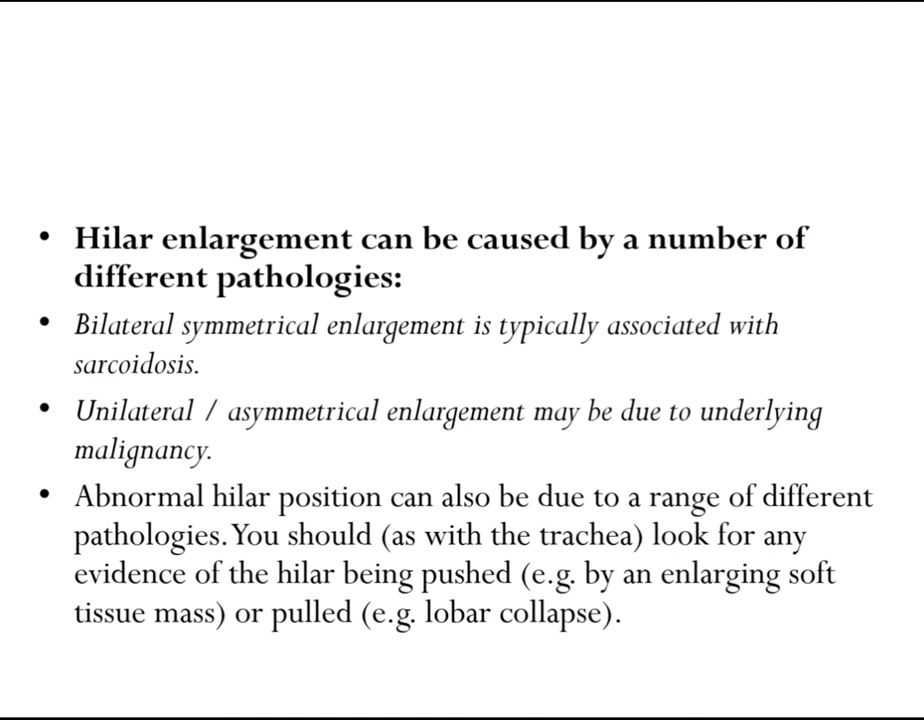 • Hilar enlargement can be caused by a number of
different pathologies:
• Bilateral symmetrical enlargement is typically associated with
sarcoidosis.
• Unilateral / asymmetrical enlargement may be due to underlying
malignancy.
• Abnormal hilar position can also be due to a range of different
pathologies. You should (as with the trachea) look for any
evidence of the hilar being pushed (e.g. by an enlarging soft
tissue mass) or pulled (e.g. lobar collapse).